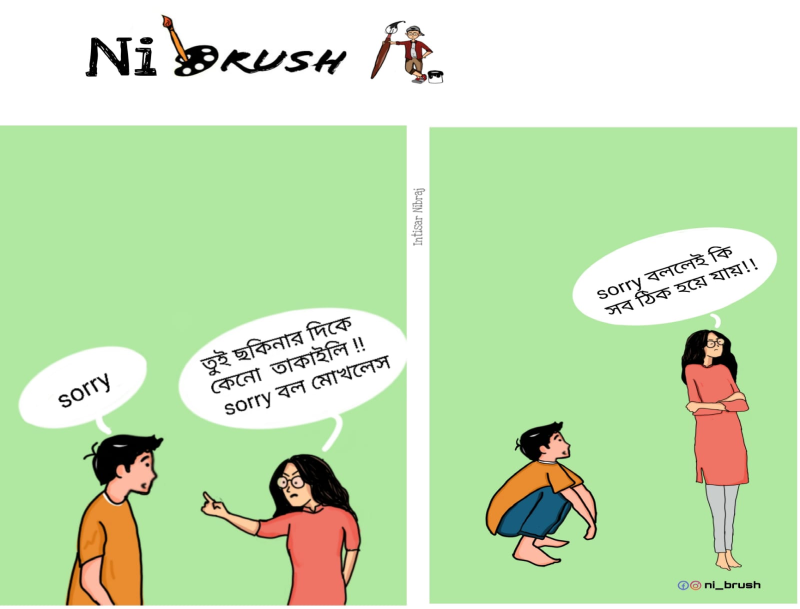 Ni BRUSH
Intisar Nibraj
sorry
তুই ছকিনার দিকে
কেনো তাকাইলি !!
sorry বল মোখলেস
sorry বললেই কি
সব ঠিক হয়ে যায়!!
ni_brush